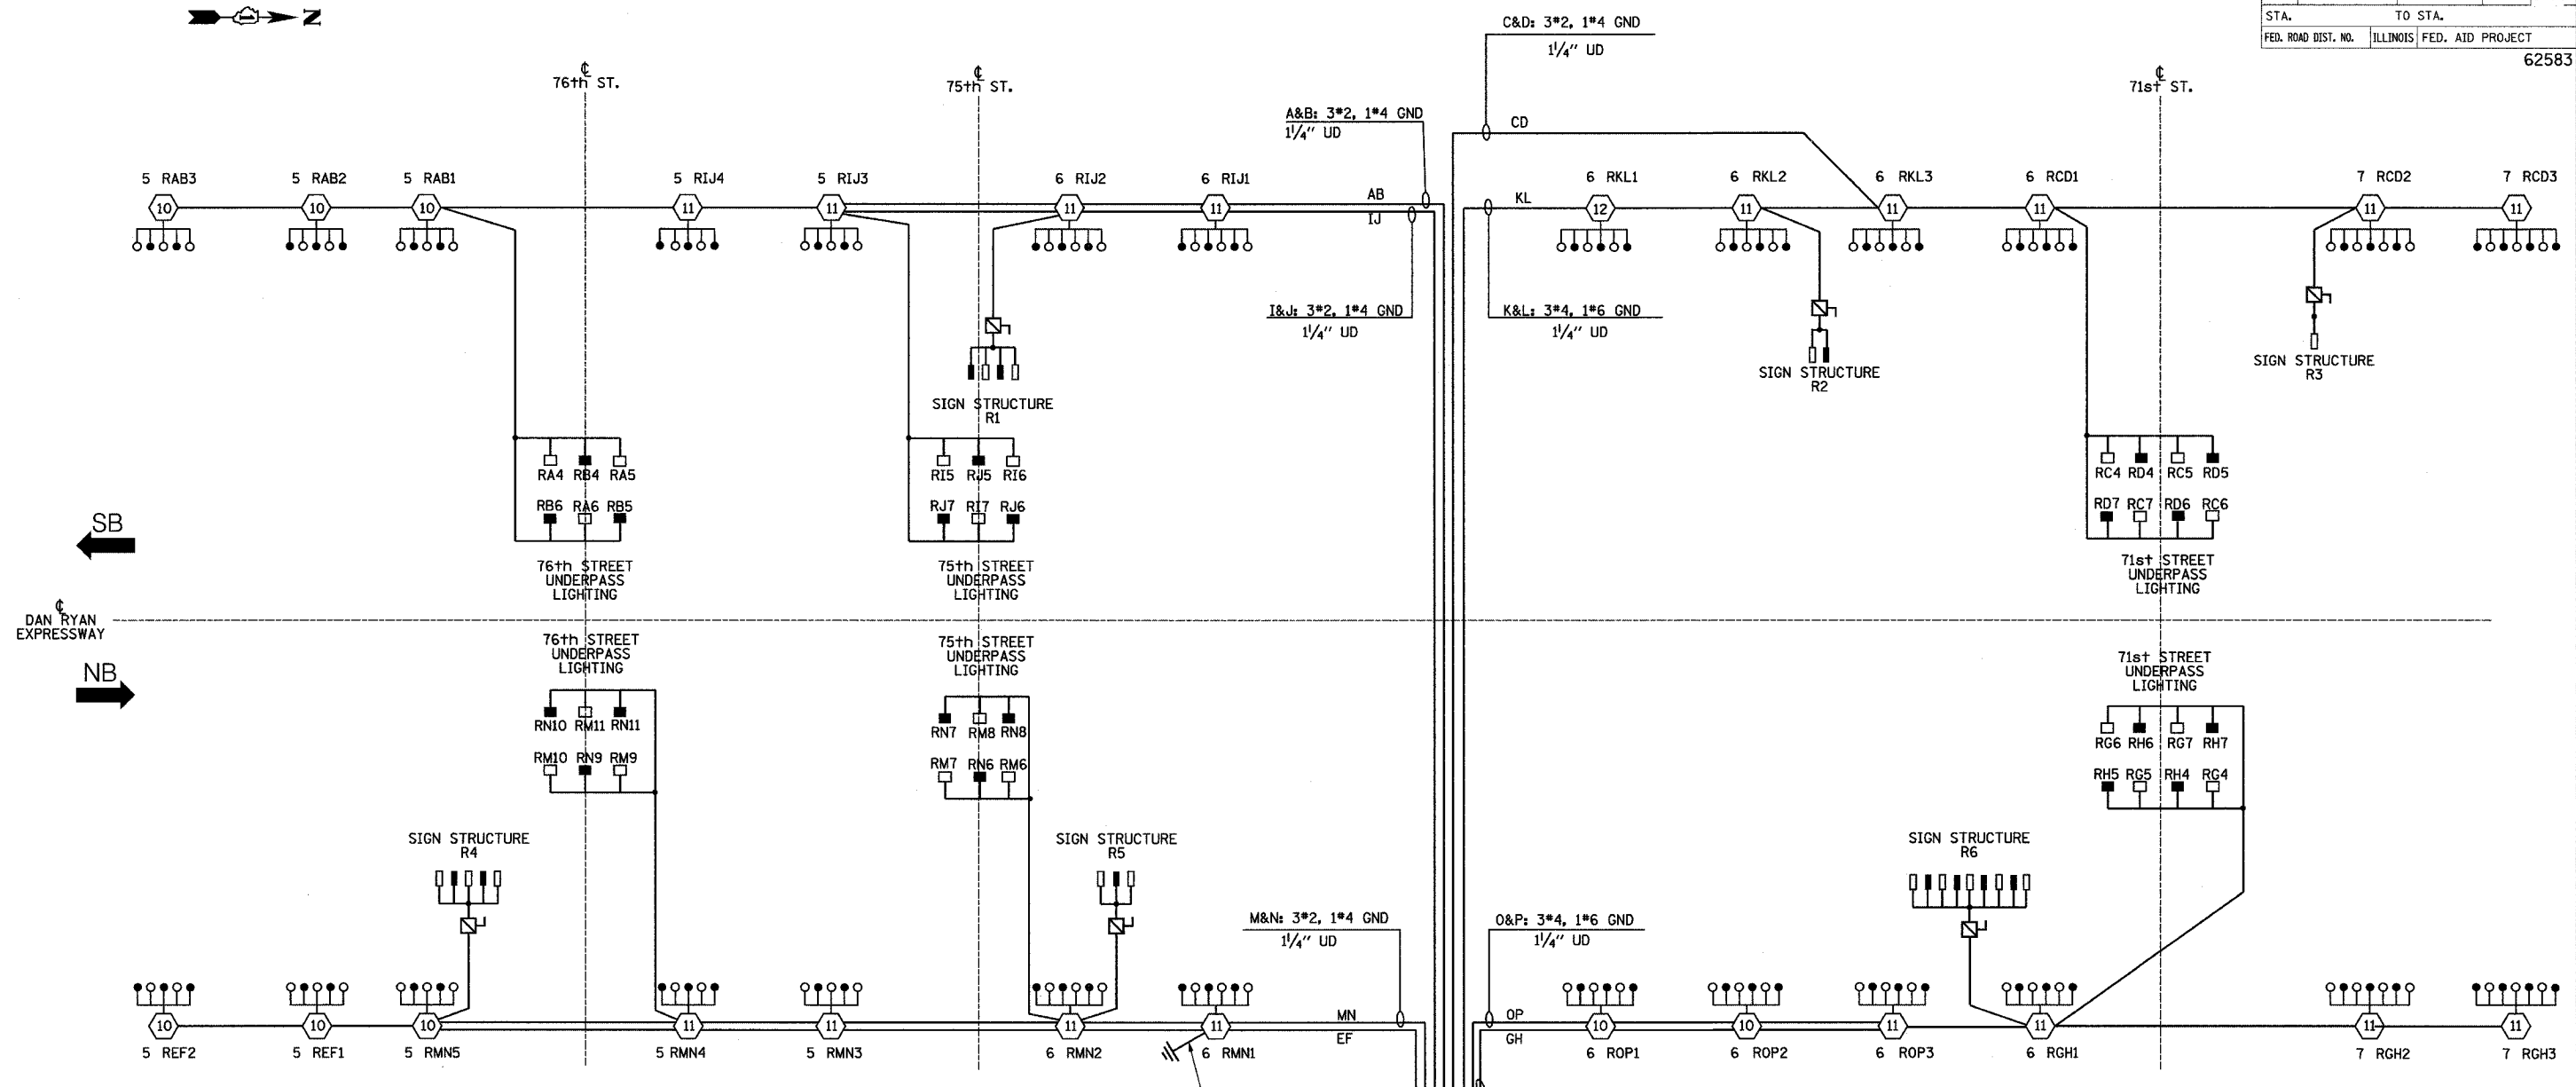 N
STA. TO STA.
FED. ROAD DIST. NO. ILLINOIS FED. AID PROJECT
62583
C&D: 3#2, 1#4 GND
1 1/4" UD
℄
76th ST.
℄
75th ST.
℄
71st ST.
A&B: 3#2, 1#4 GND
1 1/4" UD
CD
5 RAB3
5 RAB2
5 RAB1
5 RIJ4
5 RIJ3
6 RIJ2
6 RIJ1
6 RKL1
6 RKL2
6 RKL3
6 RCD1
7 RCD2
7 RCD3
AB
KL
10
10
10
11
11
11
11
12
11
11
11
11
11
IJ
I&J: 3#2, 1#4 GND
1 1/4" UD
K&L: 3#4, 1#6 GND
1 1/4" UD
SIGN STRUCTURE
R1
SIGN STRUCTURE
R2
SIGN STRUCTURE
R3
RA4 RB4 RA5
RB6 RA6 RB5
76th STREET
UNDERPASS
LIGHTING
RI5 RJ5 RI6
RJ7 RI7 RJ6
75th STREET
UNDERPASS
LIGHTING
RC4 RD4 RC5 RD5
RD7 RC7 RD6 RC6
71st STREET
UNDERPASS
LIGHTING
SB
℄
DAN RYAN
EXPRESSWAY
NB
76th STREET
UNDERPASS
LIGHTING
RN10 RM11 RN11
RM10 RN9 RM9
75th STREET
UNDERPASS
LIGHTING
RN7 RM8 RN8
RM7 RN6 RM6
71st STREET
UNDERPASS
LIGHTING
RG6 RH6 RG7 RH7
RH5 RG5 RH4 RG4
SIGN STRUCTURE
R4
SIGN STRUCTURE
R5
SIGN STRUCTURE
R6
M&N: 3#2, 1#4 GND
1 1/4" UD
O&P: 3#4, 1#6 GND
1 1/4" UD
MN
OP
10
10
10
11
11
11
11
10
10
11
11
11
11
EF
GH
5 REF2
5 REF1
5 RMN5
5 RMN4
5 RMN3
6 RMN2
6 RMN1
6 ROP1
6 ROP2
6 ROP3
6 RGH1
7 RGH2
7 RGH3